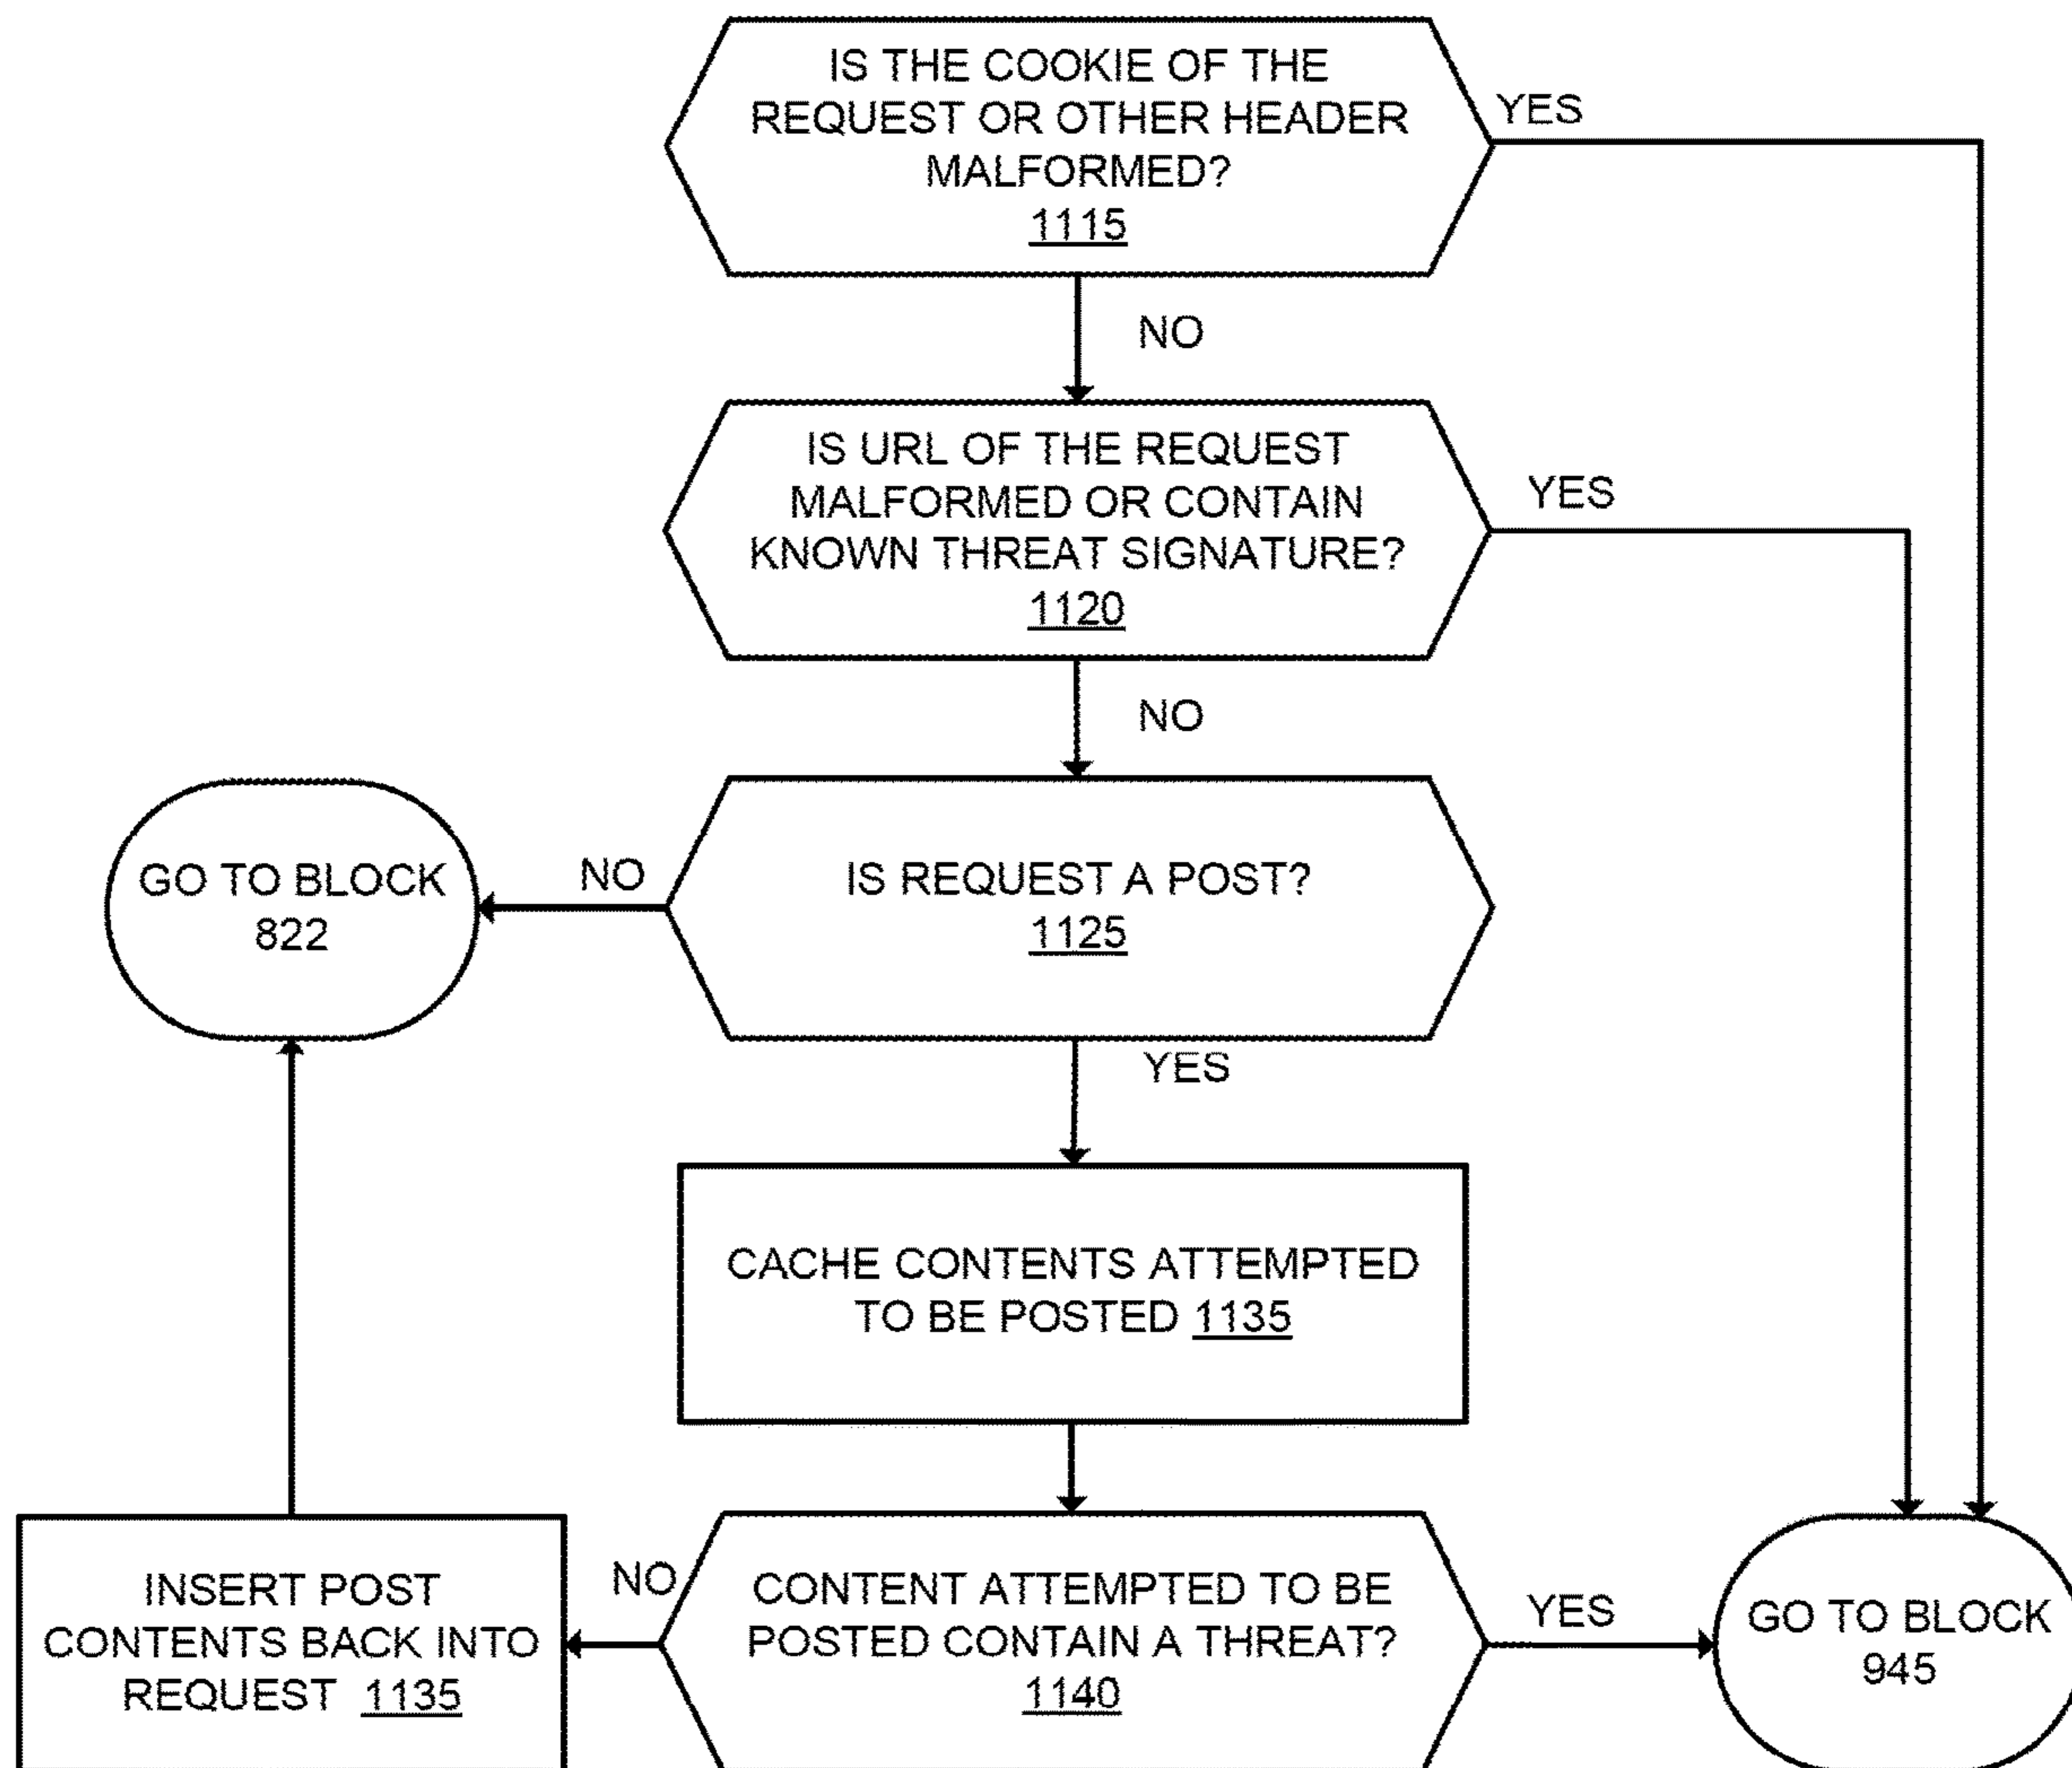 IS THE COOKIE OF THE
REQUEST OR OTHER HEADER
MALFORMED?
1115
YES
NO
IS URL OF THE REQUEST
MALFORMED OR CONTAIN
KNOWN THREAT SIGNATURE?
1120
YES
NO
GO TO BLOCK
822
NO
IS REQUEST A POST?
1125
YES
CACHE CONTENTS ATTEMPTED
TO BE POSTED 1135
INSERT POST
CONTENTS BACK INTO
REQUEST 1135
NO
CONTENT ATTEMPTED TO BE
POSTED CONTAIN A THREAT?
1140
YES
GO TO BLOCK
945